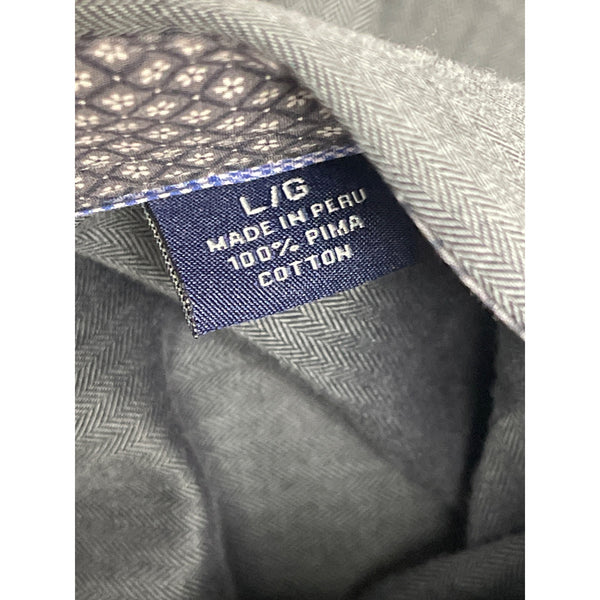 L/G
MADE IN PERU
100% PIMA
COTTON